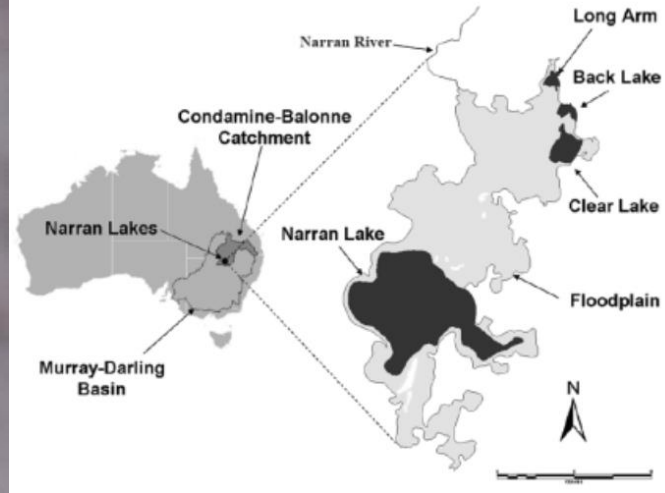 Long Arm
Narran River
Back Lake
Condamine-Balonne
Catchment
Clear Lake
Narran Lakes
Narran Lake
Floodplain
Murray-Darling
Basin
N